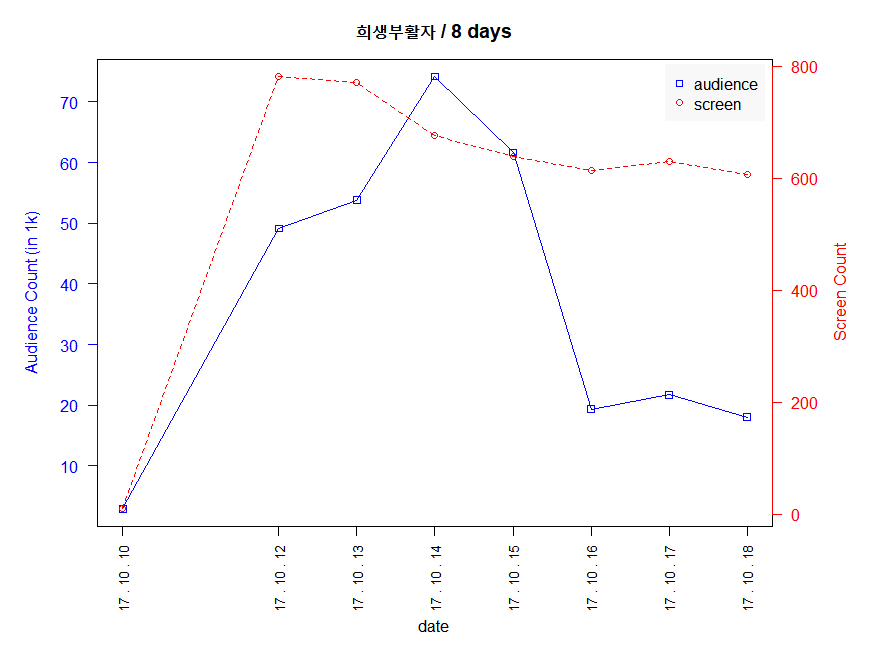 희생부활자 / 8 days
audience
screen
Audience Count (in 1k)
70
60
50
40
30
20
10
Screen Count
800
600
400
200
0
17 . 10 . 10
17 . 10 . 12
17 . 10 . 13
17 . 10 . 14
17 . 10 . 15
17 . 10 . 16
17 . 10 . 17
17 . 10 . 18
date